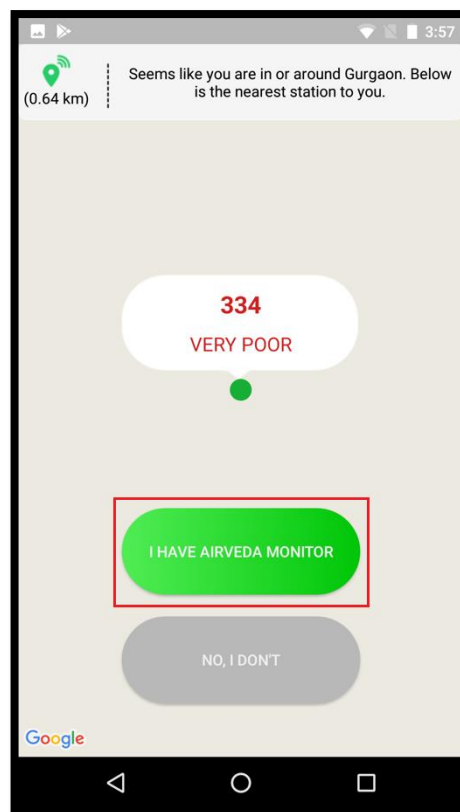 3:57
(0.64 km)
Seems like you are in or around Gurgaon. Below
is the nearest station to you.
334
VERY POOR
I HAVE AIRVEDA MONITOR
NO, I DON'T
Google